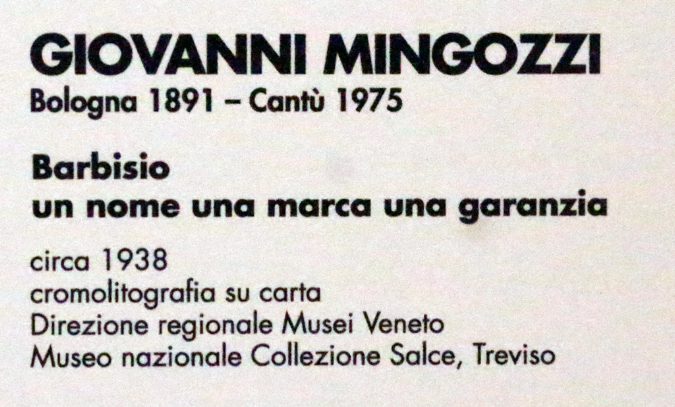 GIOVANNI MINGOZZI
Bologna 1891 – Cantù 1975
Barbisio
un nome una marca una garanzia
circa 1938
cromolitografia su carta
Direzione regionale Musei Veneto
Museo nazionale Collezione Salce, Treviso